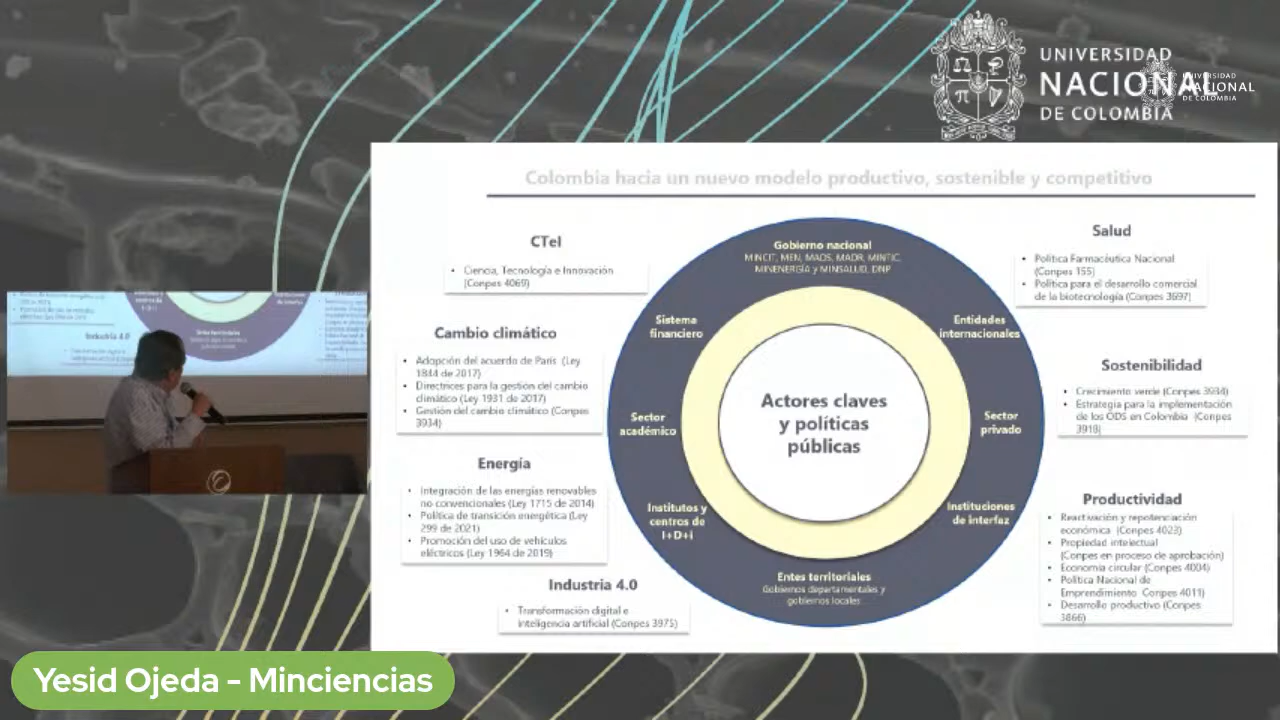 UNIVERSIDAD
NACIONAL
DE COLOMBIA
UNIVERSIDAD
NACIONAL
DE COLOMBIA
Colombia hacia un nuevo modelo productivo, sostenible y competitivo
CTeI
• Ciencia, Tecnología e Innovación
(Conpes 4069)
Cambio climático
• Adopción del acuerdo de París (Ley
1844 de 2017)
• Directrices para la gestión del cambio
climático (Ley 1931 de 2017)
• Gestión del cambio climático (Conpes
3934)
Energía
• Integración de las energías renovables
no convencionales (Ley 1715 de 2014)
• Política de transición energética (Ley
299 de 2021)
• Promoción del uso de vehículos
eléctricos (Ley 1964 de 2019)
Industria 4.0
• Transformación digital e
inteligencia artificial (Conpes 3975)
Gobierno nacional
MINCIT, MEN, MADS, MADR, MINTIC,
MINENERGÍA y MINSALUD, DNP
Sistema
financiero
Entidades
internacionales
Sector
académico
Sector
privado
Institutos y
centros de
I+D+i
Instituciones
de interfaz
Entes territoriales
Gobiernos departamentales y
gobiernos locales
Actores claves
y políticas
públicas
Salud
• Política Farmacéutica Nacional
(Conpes 155)
• Política para el desarrollo comercial
de la biotecnología (Conpes 3697)
Sostenibilidad
• Crecimiento verde (Conpes 3934)
• Estrategia para la implementación
de los ODS en Colombia (Conpes
3918)
Productividad
• Reactivación y repotenciación
económica (Conpes 4023)
• Propiedad intelectual
(Conpes en proceso de aprobación)
• Economía circular (Conpes 4004)
• Política Nacional de
Emprendimiento Conpes 4011)
• Desarrollo productivo (Conpes
3866)
Industria 4.0
Yesid Ojeda - Minciencias